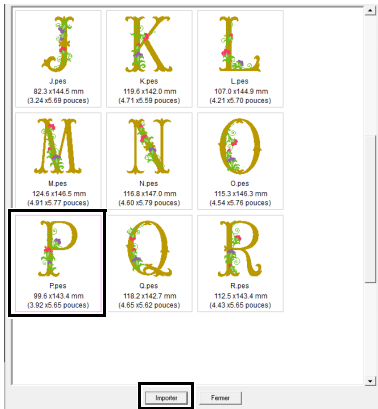 J K L
J.pes K.pes L.pes
82.3 x144.5 mm 119.6 x142.0 mm 107.0 x144.9 mm
(3.24 x5.69 pouces) (4.71 x5.59 pouces) (4.21 x5.70 pouces)
M N O
M.pes N.pes O.pes
124.6 x146.5 mm 116.8 x147.0 mm 115.3 x146.3 mm
(4.91 x5.77 pouces) (4.60 x5.79 pouces) (4.54 x5.76 pouces)
P Q R
P.pes Q.pes R.pes
99.6 x143.4 mm 118.2 x142.7 mm 112.5 x143.4 mm
(3.92 x5.65 pouces) (4.65 x5.62 pouces) (4.43 x5.65 pouces)
Importer Fermer